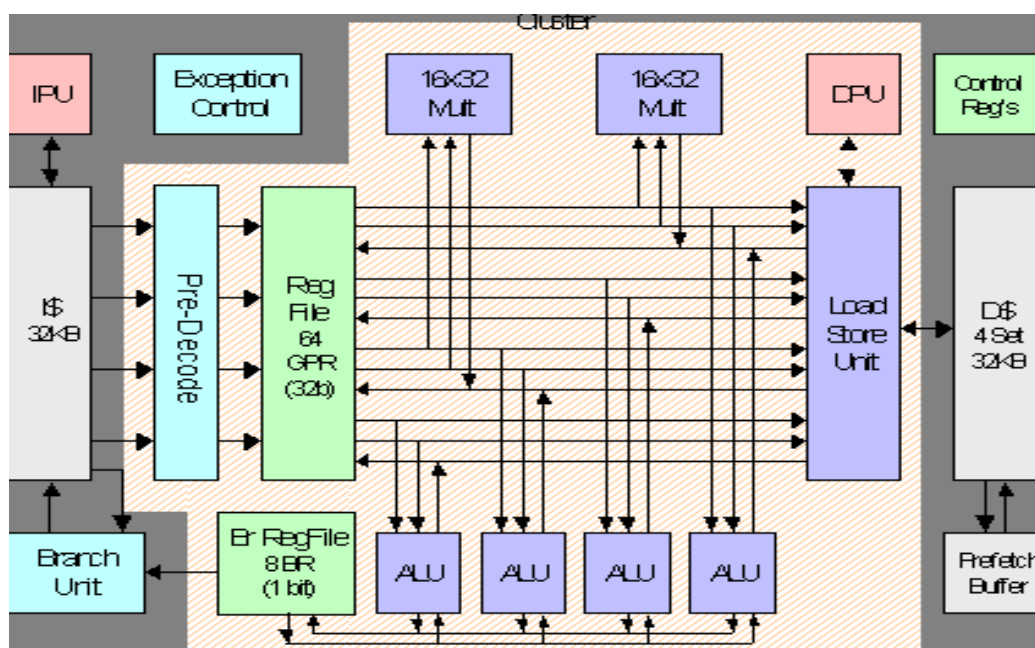 Cluster
IPU
Exception
Control
16x32
Mult
16x32
Mult
DPU
Control
Reg's
I$
32KB
Pre-Decode
Reg
File
64
GPR
(32b)
Load
Store
Unit
D$
4 Set
32KB
Branch
Unit
Br RegFile
8 BR
(1 bit)
ALU
ALU
ALU
ALU
Prefetch
Buffer